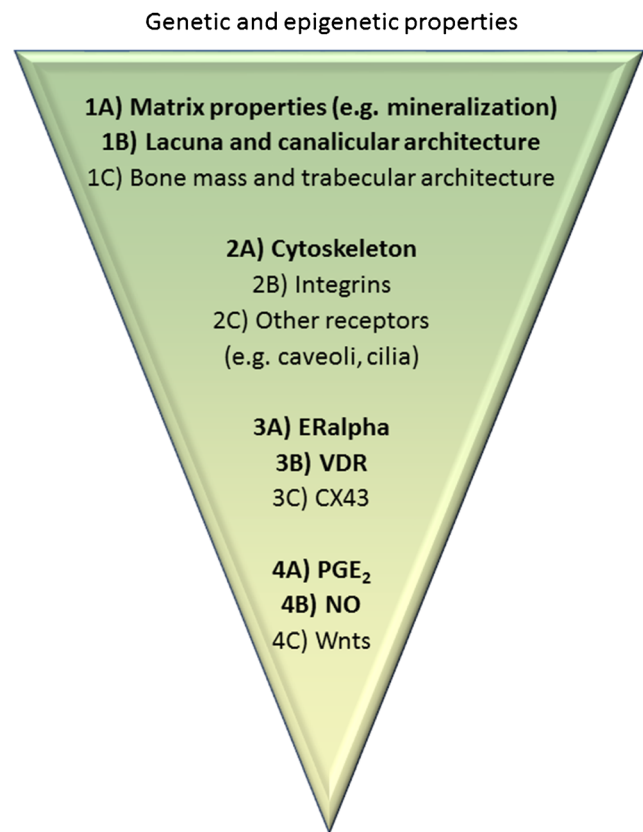 Genetic and epigenetic properties
1A) Matrix properties (e.g. mineralization)
1B) Lacuna and canalicular architecture
1C) Bone mass and trabecular architecture
2A) Cytoskeleton
2B) Integrins
2C) Other receptors
(e.g. caveoli, cilia)
3A) ERalpha
3B) VDR
3C) CX43
4A) PGE₂
4B) NO
4C) Wnts